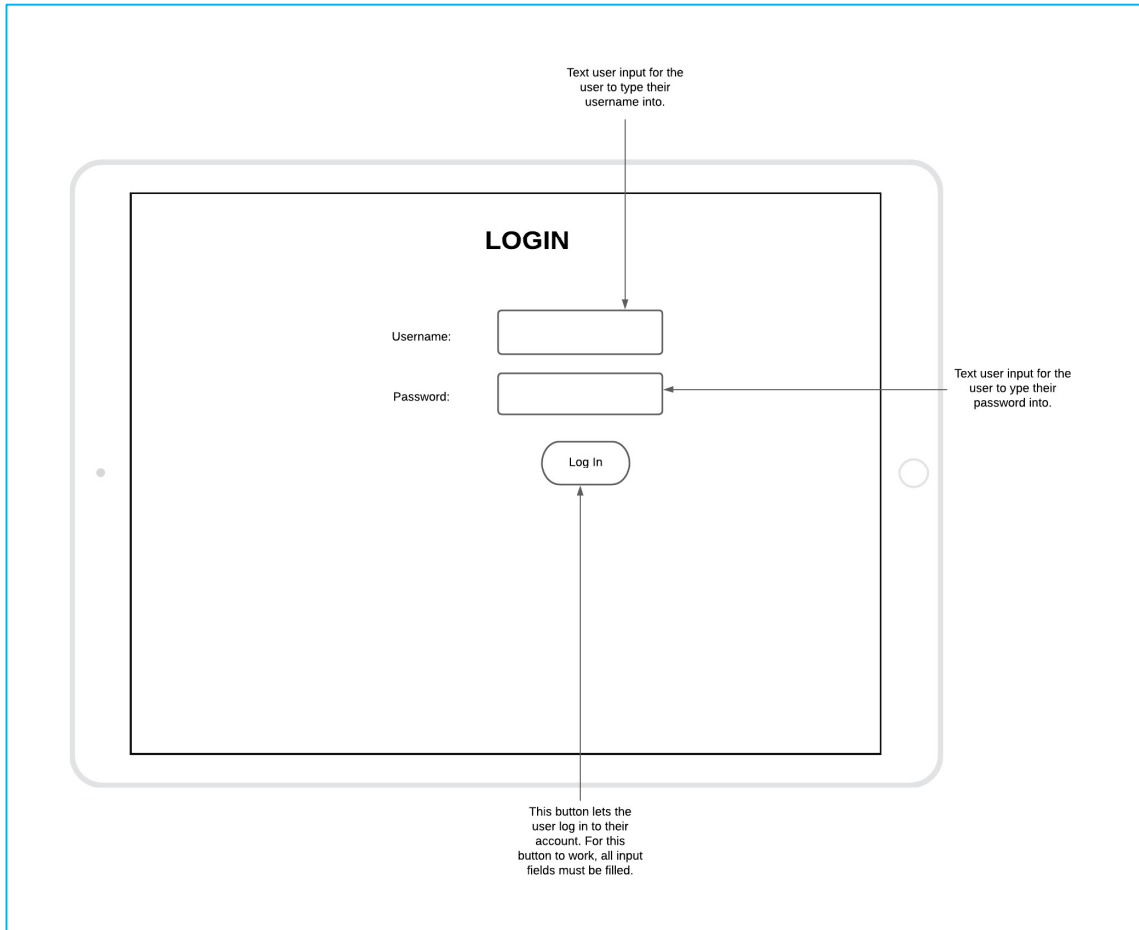 Text user input for the
user to type their
username into.
LOGIN
Username:
Text user input for the
user to ype their
password into.
Password:
Log In
This button lets the
user log in to their
account. For this
button to work, all input
fields must be filled.